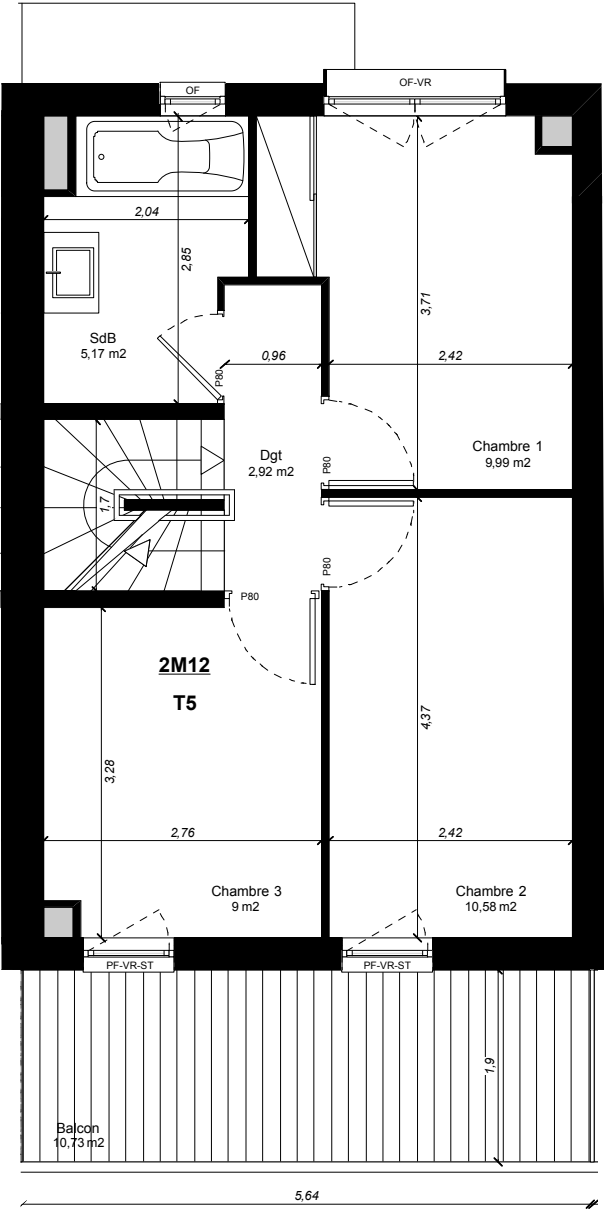 OF
OF-VR
2,04
2,85
3,71
SdB
5,17 m2
P80
0,96
2,42
Dgt
2,92 m2
P80
Chambre 1
9,99 m2
1,7
P80
P80
2M12
T5
3,28
4,37
2,76
2,42
Chambre 3
9 m2
Chambre 2
10,58 m2
PF-VR-ST
PF-VR-ST
1,9
Balcon
10,73 m2
5,64